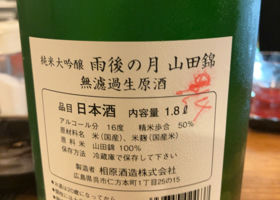 純米大吟醸 雨後の月 山田錦
無濾過生原酒
品目 日本酒 内容量 1.8ℓ
アルコール分 16度 精米歩合 50%
原材料名 米(国産)、米麹(国産米)
原料米 山田錦 100%
保存方法 冷蔵庫で保存して下さい
製造者 相原酒造株式会社
広島県呉市仁方本町1丁目25の15